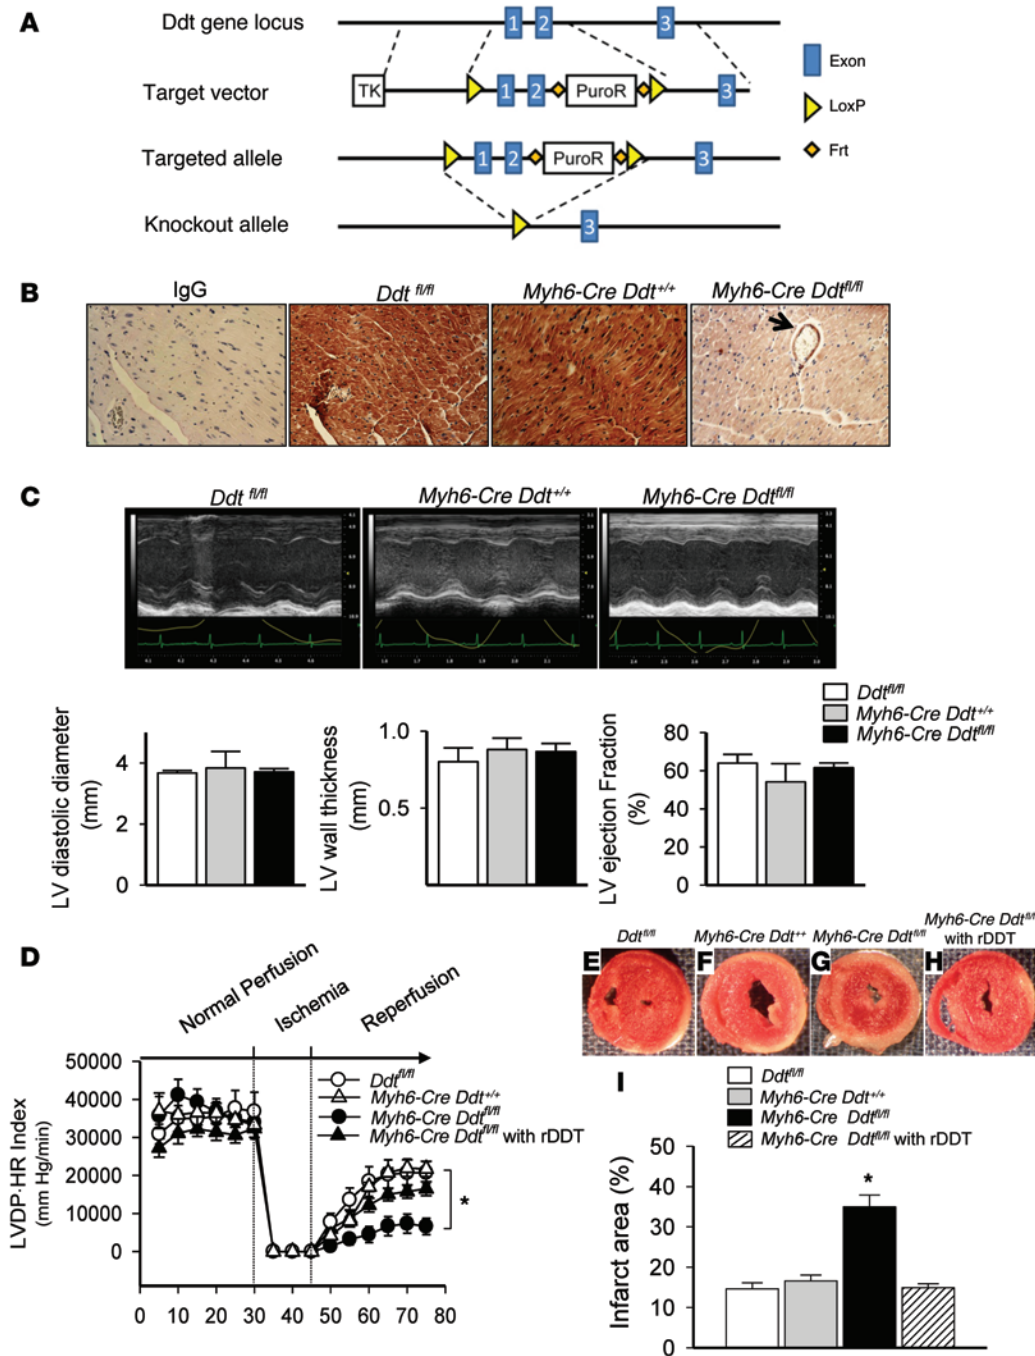 A
Ddt gene locus
1 2 3
Exon
Target vector
TK 1 2 PuroR 3
LoxP
Targeted allele
1 2 PuroR 3
Frt
Knockout allele
3
B
IgG
Ddt fl/fl
Myh6-Cre Ddt+/+
Myh6-Cre Ddtfl/fl
C
Ddt fl/fl
Myh6-Cre Ddt+/+
Myh6-Cre Ddtfl/fl
Ddtfl/fl
Myh6-Cre Ddt+/+
Myh6-Cre Ddtfl/fl
LV diastolic diameter
(mm)
4
2
0
LV wall thickness
(mm)
1.0
0.5
LV ejection Fraction
(%)
80
60
40
20
0
D
Normal Perfusion
Ischemia
Reperfusion
LVDP·HR Index
(mm Hg/min)
50000
40000
30000
20000
10000
0
Ddtfl/fl
Myh6-Cre Ddt+/+
Myh6-Cre Ddtfl/fl
Myh6-Cre Ddtfl/fl with rDDT
*
0 10 20 30 40 50 60 70 80
Ddtfl/fl
Myh6-Cre Ddt++
Myh6-Cre Ddtfl/fl
Myh6-Cre Ddtfl/fl
with rDDT
E
F
G
H
I
Ddtfl/fl
Myh6-Cre Ddt+/+
Myh6-Cre Ddtfl/fl
Myh6-Cre Ddtfl/fl with rDDT
Infarct area (%)
50
40
30
20
10
0
*